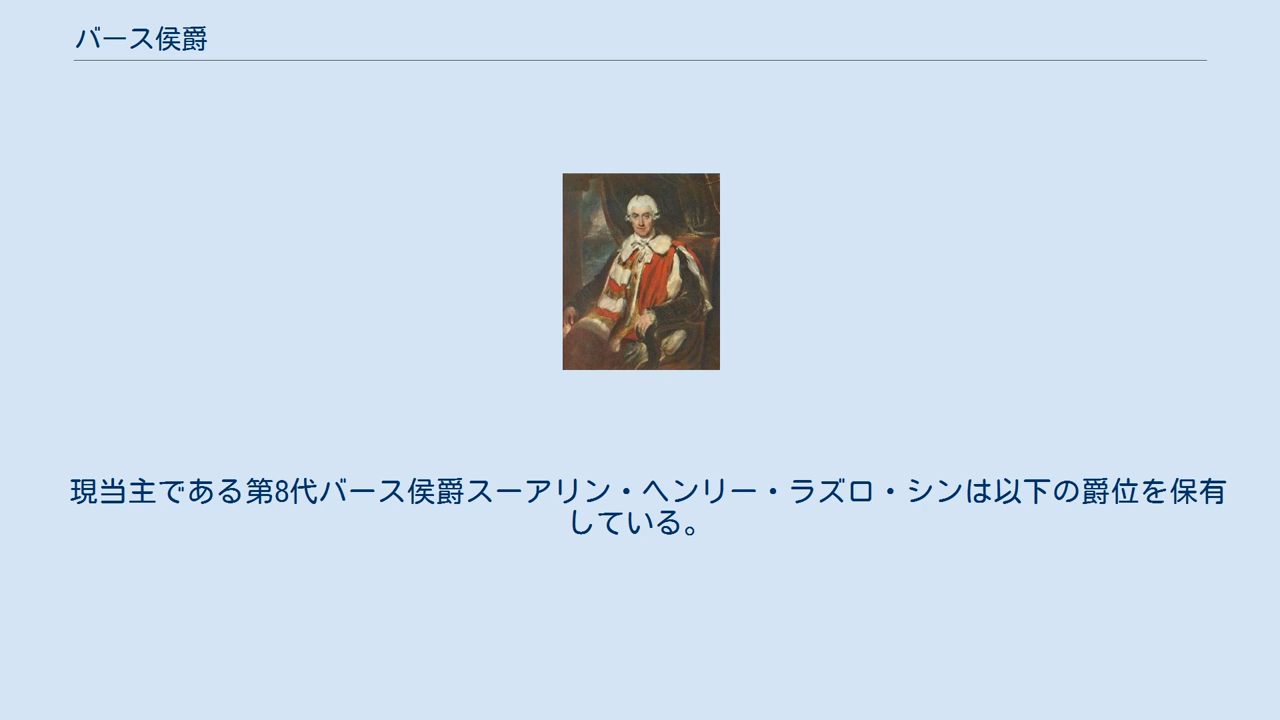 バース侯爵
現当主である第8代バース侯爵スーアリン・ヘンリー・ラズロ・シンは以下の爵位を保有
している。